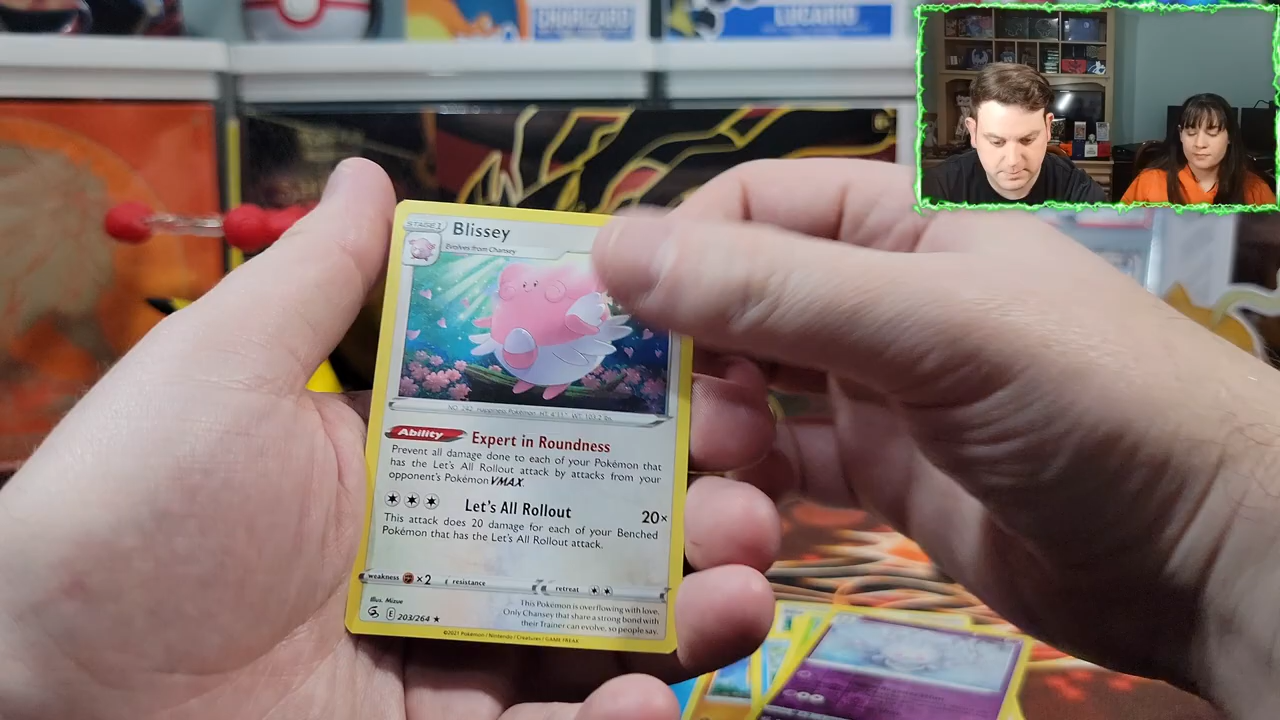 CHARIZARD
LUCARIO
STAGE 1
Blissey
Evolves from Chansey
NO. 242 Happiness Pokémon HT: 4'11" WT: 103.2 lbs.
Ability Expert in Roundness
Prevent all damage done to each of your Pokémon that
has the Let's All Rollout attack by attacks from your
opponent's Pokémon VMAX.
Let's All Rollout 20×
This attack does 20 damage for each of your Benched
Pokémon that has the Let's All Rollout attack.
weakness ×2 resistance retreat
Illus. Mizue
E 203/264 ★
This Pokémon is overflowing with love.
Only Chansey that share a strong bond with
their Trainer can evolve, so people say.
©2021 Pokémon / Nintendo / Creatures / GAME FREAK